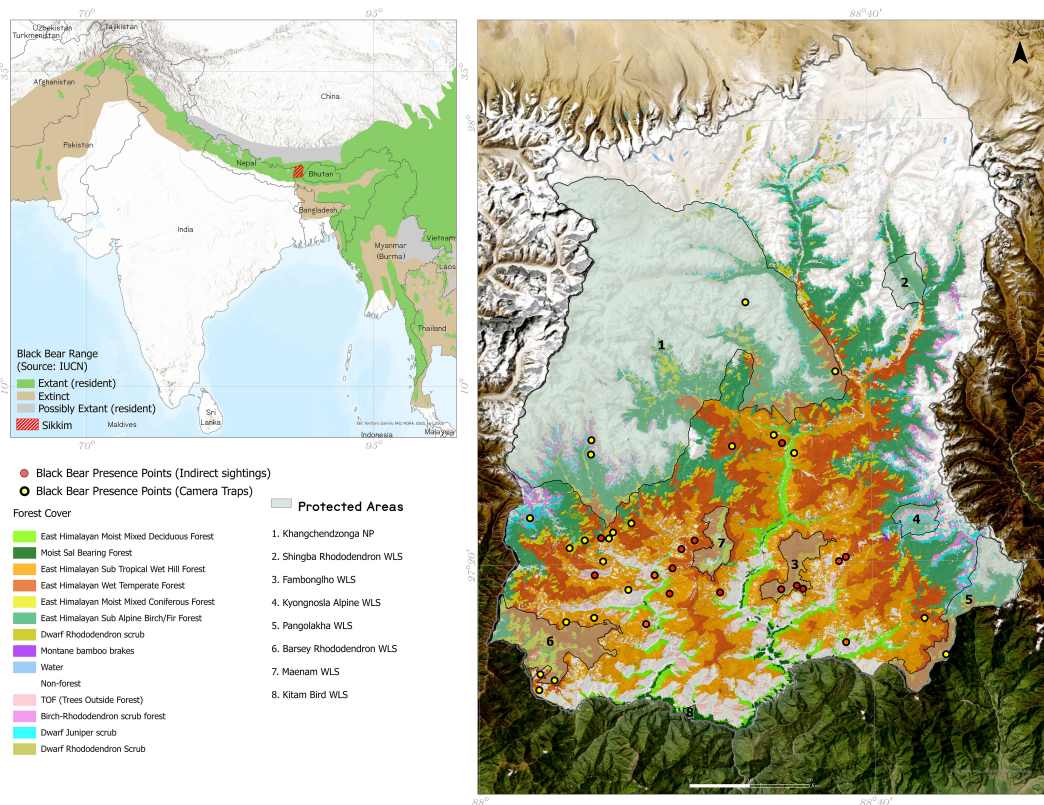 70°
95°
Uzbekistan
Tajikistan
Turkmenistan
35°
35°
Afghanistan
China
Pakistan
Nepal
Bhutan
Bangladesh
India
Myanmar
(Burma)
Vietnam
Laos
Thailand
Black Bear Range
(Source: IUCN)
Extant (resident)
Extinct
Possibly Extant (resident)
Sikkim
10°
10°
Sri
Lanka
Maldives
Indonesia
Malaysia
70°
95°
Black Bear Presence Points (Indirect sightings)
Black Bear Presence Points (Camera Traps)
Forest Cover
East Himalayan Moist Mixed Deciduous Forest
Moist Sal Bearing Forest
East Himalayan Sub Tropical Wet Hill Forest
East Himalayan Wet Temperate Forest
East Himalayan Moist Mixed Coniferous Forest
East Himalayan Sub Alpine Birch/Fir Forest
Dwarf Rhododendron scrub
Montane bamboo brakes
Water
Non-forest
TOF (Trees Outside Forest)
Birch-Rhododendron scrub forest
Dwarf Juniper scrub
Dwarf Rhododendron Scrub
Protected Areas
1. Khangchendzonga NP
2. Shingba Rhododendron WLS
3. Fambonglho WLS
4. Kyongnosla Alpine WLS
5. Pangolakha WLS
6. Barsey Rhododendron WLS
7. Maenam WLS
8. Kitam Bird WLS
88°40'
28°
27°20'
1
2
3
4
5
6
7
8
88°
88°40'